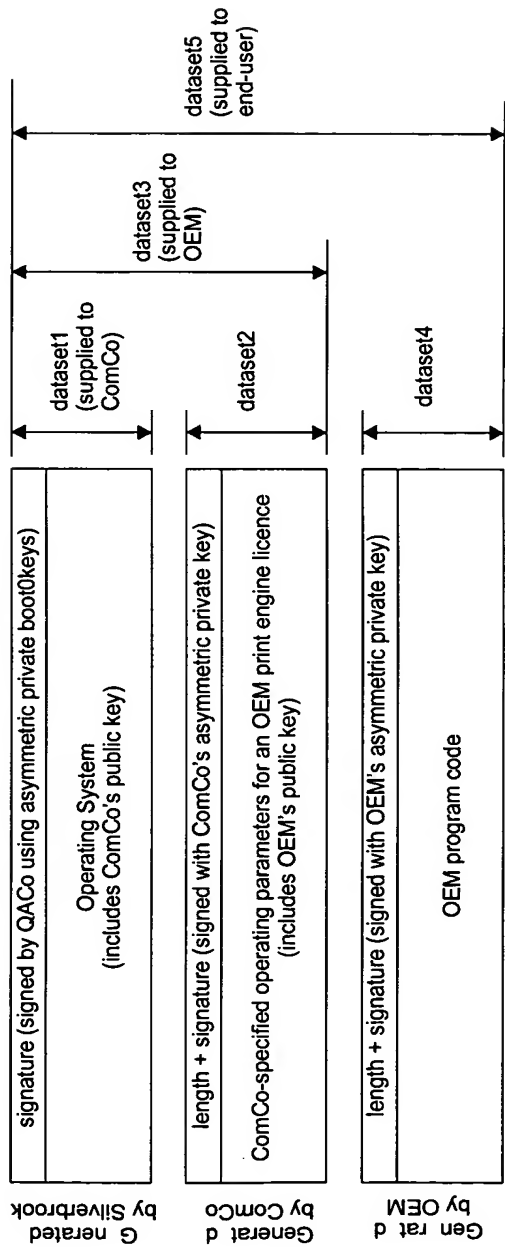 G nerated
by Silverbrook
signature (signed by QACo using asymmetric private boot0keys)
Operating System
(includes ComCo's public key)
dataset1
(supplied to
ComCo)
dataset3
(supplied to
OEM)
dataset5
(supplied to
end-user)
Generat d
by ComCo
length + signature (signed with ComCo's asymmetric private key)
ComCo-specified operating parameters for an OEM print engine licence
(includes OEM's public key)
dataset2
Gen rat d
by OEM
length + signature (signed with OEM's asymmetric private key)
OEM program code
dataset4